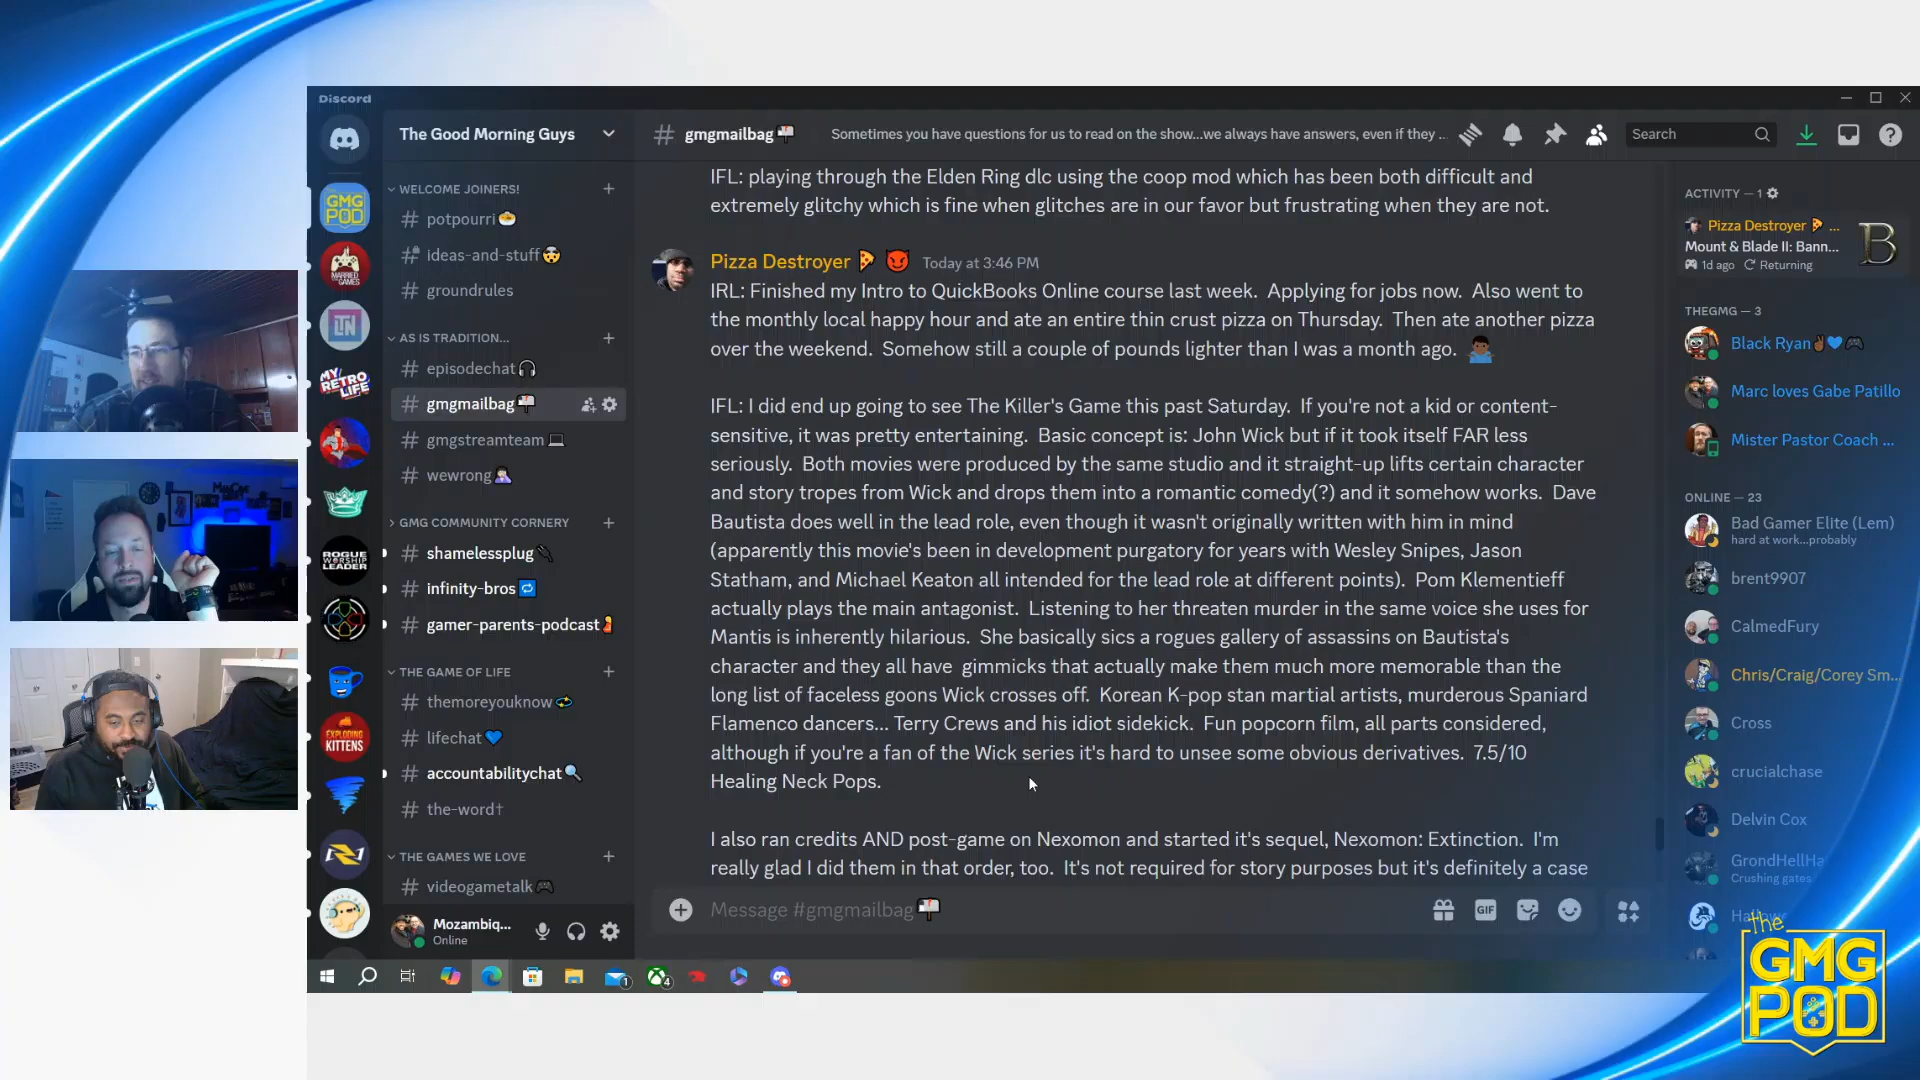 Discord
The Good Morning Guys
# gmgmailbag
Sometimes you have questions for us to read on the show...we always have answers, even if they ...
Search
WELCOME JOINERS!
# potpourri
# ideas-and-stuff
# groundrules
AS IS TRADITION...
# episodechat
# gmgmailbag
# gmgstreamteam
# wewrong
GMG COMMUNITY CORNERY
# shamelessplug
# infinity-bros
# gamer-parents-podcast
THE GAME OF LIFE
# themoreyouknow
# lifechat
# accountabilitychat
# the-word†
THE GAMES WE LOVE
# videogametalk
Mozambiq...
Online
GMG POD
MARRIED GAMES
LTN
MY RETRO LIFE
ROGUE WORSHIP LEADER
EXPLODING KITTENS
IFL: playing through the Elden Ring dlc using the coop mod which has been both difficult and
extremely glitchy which is fine when glitches are in our favor but frustrating when they are not.
Pizza Destroyer Today at 3:46 PM
IRL: Finished my Intro to QuickBooks Online course last week. Applying for jobs now. Also went to
the monthly local happy hour and ate an entire thin crust pizza on Thursday. Then ate another pizza
over the weekend. Somehow still a couple of pounds lighter than I was a month ago.
IFL: I did end up going to see The Killer's Game this past Saturday. If you're not a kid or content-
sensitive, it was pretty entertaining. Basic concept is: John Wick but if it took itself FAR less
seriously. Both movies were produced by the same studio and it straight-up lifts certain character
and story tropes from Wick and drops them into a romantic comedy(?) and it somehow works. Dave
Bautista does well in the lead role, even though it wasn't originally written with him in mind
(apparently this movie's been in development purgatory for years with Wesley Snipes, Jason
Statham, and Michael Keaton all intended for the lead role at different points). Pom Klementieff
actually plays the main antagonist. Listening to her threaten murder in the same voice she uses for
Mantis is inherently hilarious. She basically sics a rogues gallery of assassins on Bautista's
character and they all have gimmicks that actually make them much more memorable than the
long list of faceless goons Wick crosses off. Korean K-pop stan martial artists, murderous Spaniard
Flamenco dancers... Terry Crews and his idiot sidekick. Fun popcorn film, all parts considered,
although if you're a fan of the Wick series it's hard to unsee some obvious derivatives. 7.5/10
Healing Neck Pops.
I also ran credits AND post-game on Nexomon and started it's sequel, Nexomon: Extinction. I'm
really glad I did them in that order, too. It's not required for story purposes but it's definitely a case
Message #gmgmailbag
GIF
ACTIVITY — 1
Pizza Destroyer ...
Mount & Blade II: Bann...
1d ago Returning
THEGMG — 3
Black Ryan
Marc loves Gabe Patillo
Mister Pastor Coach ...
ONLINE — 23
Bad Gamer Elite (Lem)
hard at work...probably
brent9907
CalmedFury
Chris/Craig/Corey Sm...
Cross
crucialchase
Delvin Cox
GrondHellHa
Crushing gates
the
GMG
POD